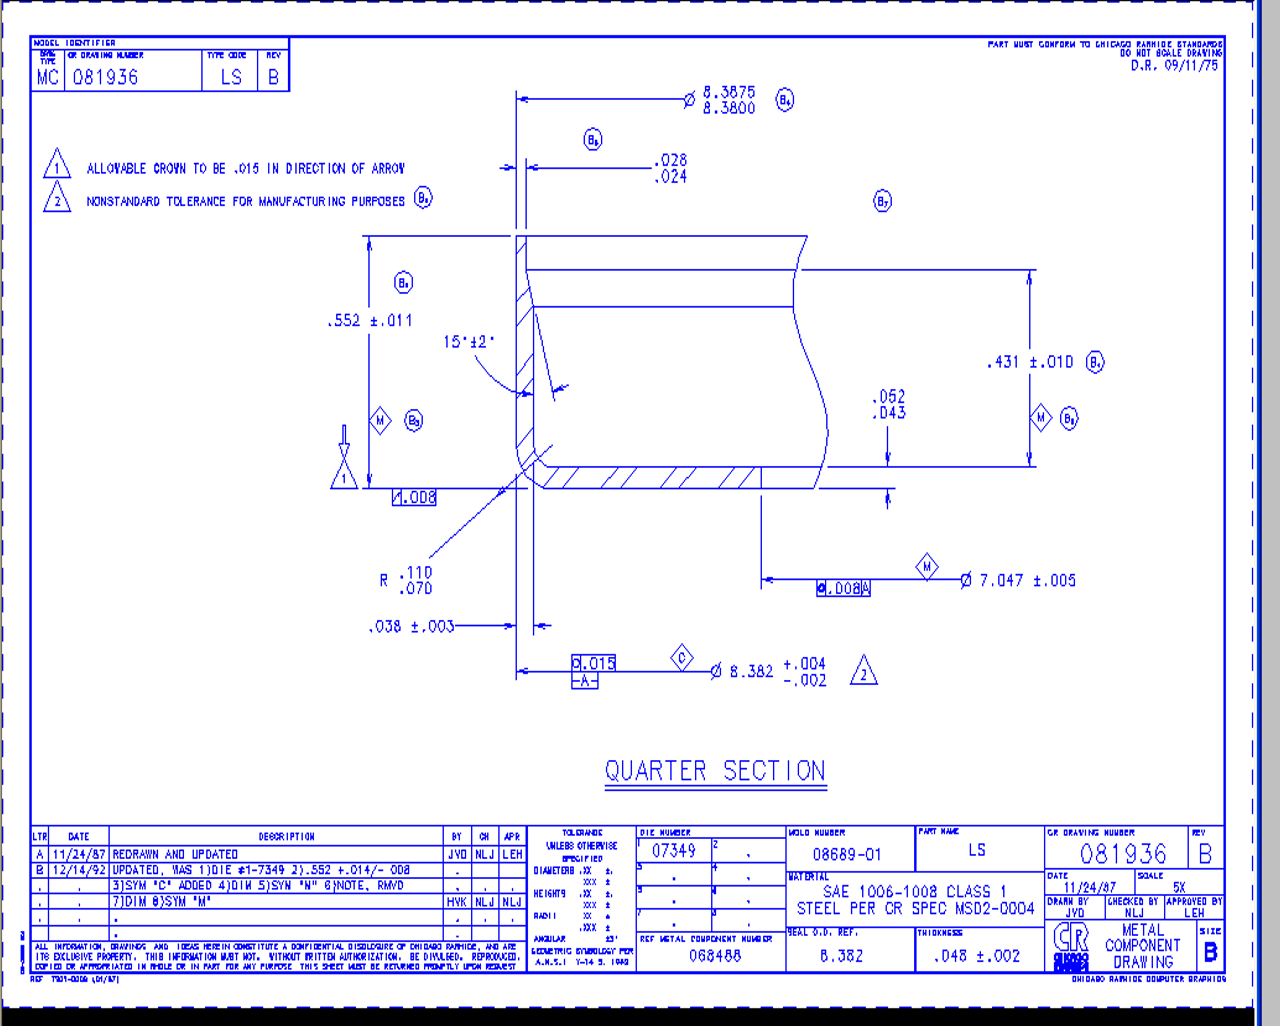 MODEL IDENTIFIER
DRWG TYPE
CR DRAWING NUMBER
TYPE CODE
REV
MC
081936
LS
B
PART MUST CONFORM TO CHICAGO RAWHIDE STANDARDS
DO NOT SCALE DRAWING
D.R. 09/11/75
1 ALLOWABLE CROWN TO BE .015 IN DIRECTION OF ARROW
2 NONSTANDARD TOLERANCE FOR MANUFACTURING PURPOSES
Ø 8.3875
8.3800
.028
.024
.552 ±.011
15°±2°
.431 ±.010
M
M
.052
.043
1
.008
R .110
.070
M
Ø 7.047 ±.005
.008 A
.038 ±.003
.015
-A-
C
Ø 8.382 +.004
-.002
2
QUARTER SECTION
LTR DATE DESCRIPTION BY CH APR
A 11/24/87 REDRAWN AND UPDATED JVD NLJ LEH
B 12/14/92 UPDATED, WAS 1)DIE #1-7349 2).552 +.014/-.008
3)SYM "C" ADDED 4)DIM 5)SYM "N" 6)NOTE, RMVD
7)DIM 8)SYM "M" HVK NLJ NLJ
ALL INFORMATION, DRAWINGS AND IDEAS HEREIN CONSTITUTE A CONFIDENTIAL DISCLOSURE OF CHICAGO RAWHIDE, AND ARE
ITS EXCLUSIVE PROPERTY. THIS INFORMATION MUST NOT, WITHOUT WRITTEN AUTHORIZATION, BE DIVULGED, REPRODUCED,
COPIED OR APPROPRIATED IN WHOLE OR IN PART FOR ANY PURPOSE THIS SHEET MUST BE RETURNED PROMPTLY UPON REQUEST
TOLERANCE
UNLESS OTHERWISE
SPECIFIED
DIAMETERS .XX ±.
.XXX ±
HEIGHTS .XX ±.
.XXX ±
RADII .XX ±
.XXX ±
ANGULAR ±5°
GEOMETRIC SYMBOLOGY PER
A.N.S.I Y-14 5, 1982
DIE NUMBER
1 07349
2
3
4
5
7
REF METAL COMPONENT NUMBER
068488
MOLD NUMBER
08689-01
PART NAME
LS
MATERIAL
SAE 1006-1008 CLASS 1
STEEL PER CR SPEC MSD2-0004
SEAL O.D. REF.
8.382
THICKNESS
.048 ±.002
CR DRAWING NUMBER
081936
REV
B
DATE
11/24/87
SCALE
5X
DRAWN BY
JVD
CHECKED BY
NLJ
APPROVED BY
LEH
CR
METAL
COMPONENT
DRAWING
SIZE
B
CHICAGO RAWHIDE COMPUTER GRAPHICS